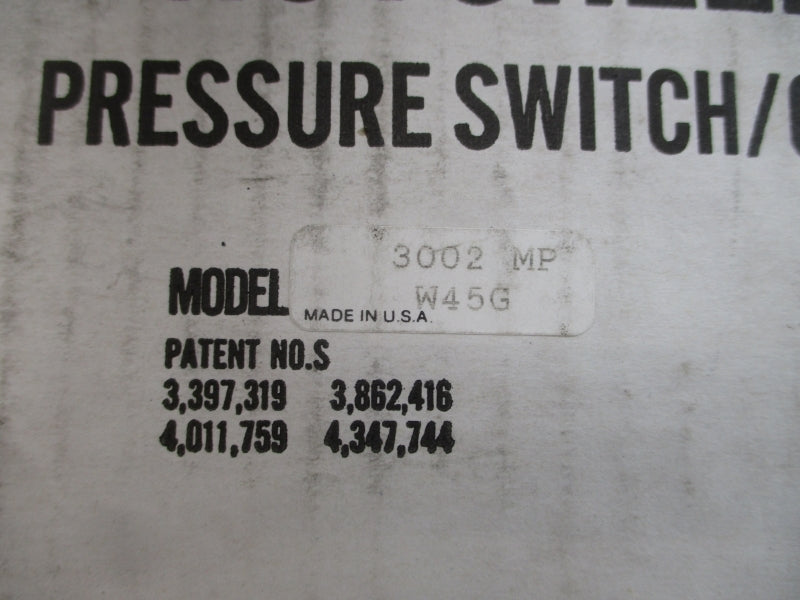 PRESSURE SWITCH/
3002 MP
MODEL W45G
MADE IN U.S.A.
PATENT NO.S
3,397,319 3,862,416
4,011,759 4,347,744